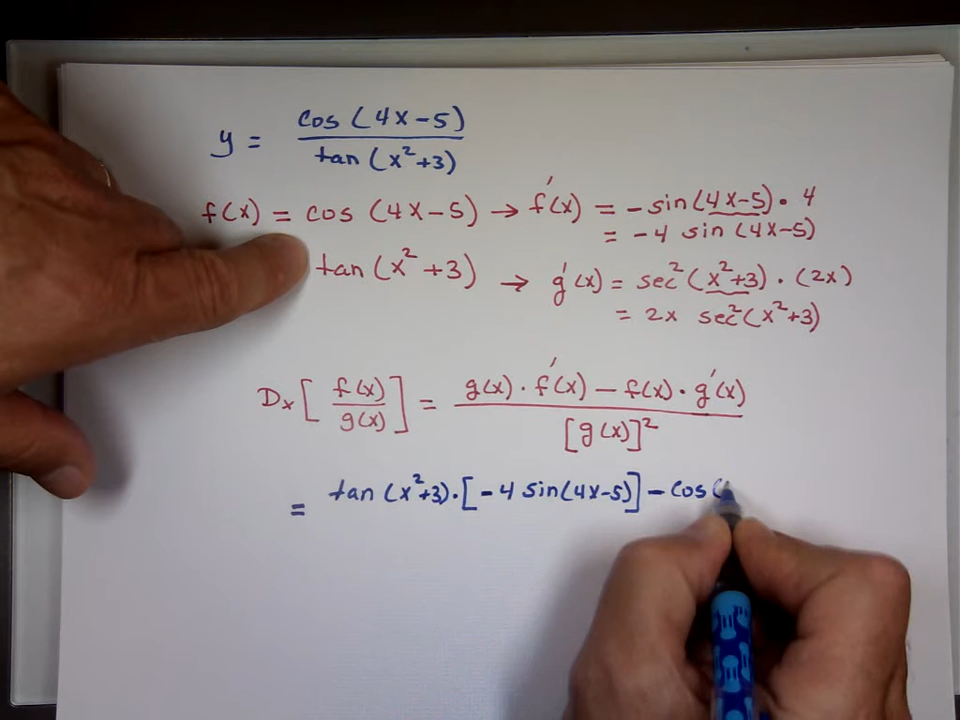 y = cos (4x-5) / tan (x²+3)
f(x) = cos (4x-5) → f'(x) = -sin(4x-5) · 4
= -4 sin (4x-5)
tan (x² +3) → g'(x) = sec² (x²+3) · (2x)
= 2x sec²(x²+3)
Dx [ f(x) / g(x) ] = g(x) · f'(x) - f(x) · g'(x) / [g(x)]²
= tan (x²+3) · [-4 sin(4x-5)] - cos (